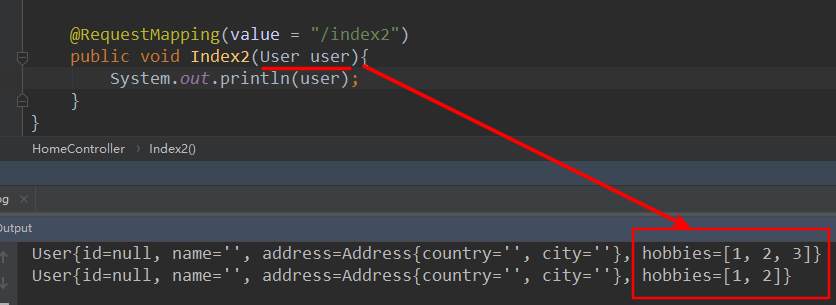 @RequestMapping(value = "/index2")
public void Index2(User user){
System.out.println(user);
}
}
HomeController › Index2()
og ×
Output
User{id=null, name='', address=Address{country='', city=''}, hobbies=[1, 2, 3]}
User{id=null, name='', address=Address{country='', city=''}, hobbies=[1, 2]}